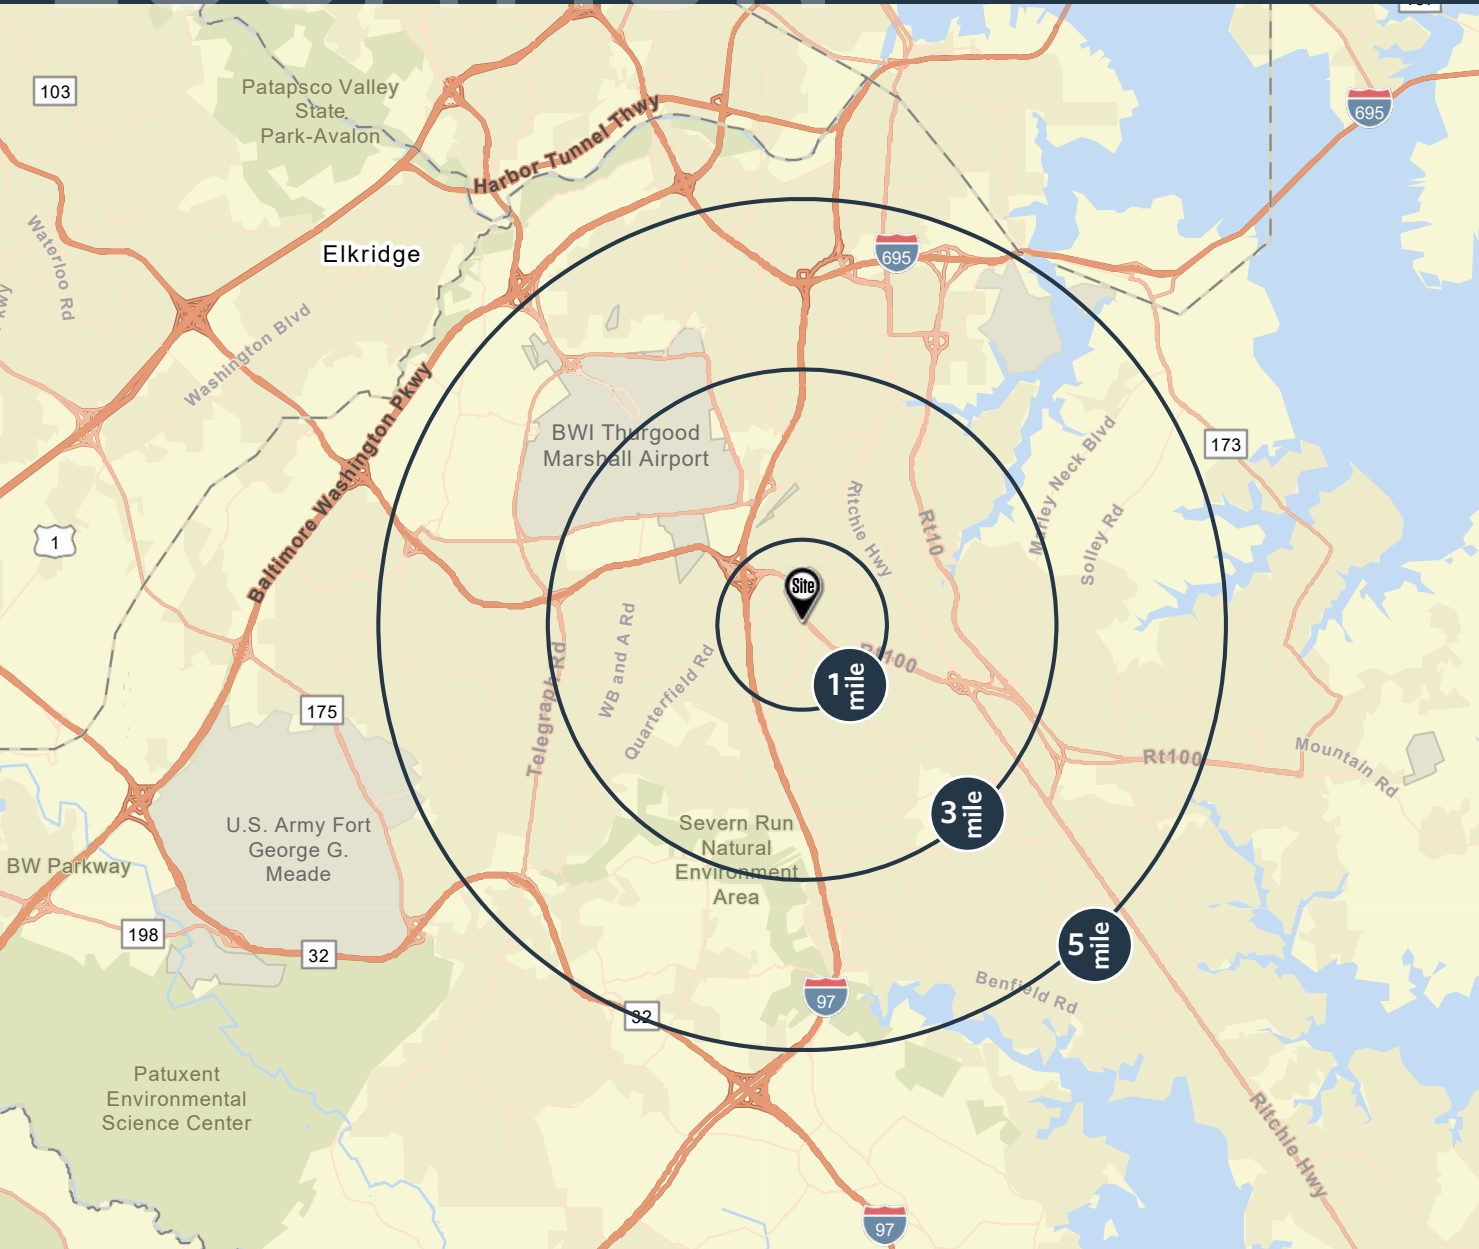 103
Patapsco Valley
State
Park-Avalon
Harbor Tunnel Thwy
695
Waterloo Rd
Elkridge
695
Washington Blvd
Baltimore Washington Pkwy
BWI Thurgood
Marshall Airport
173
Marley Neck Blvd
Ritchie Hwy
Rt10
Solley Rd
1
Site
WB and A Rd
Quarterfield Rd
Telegraph Rd
Rt100
1 mile
175
Rt100
Mountain Rd
3 mile
U.S. Army Fort
George G.
Meade
Severn Run
Natural
Environment
Area
BW Parkway
198
32
5 mile
Benfield Rd
97
32
Patuxent
Environmental
Science Center
Ritchie Hwy
97